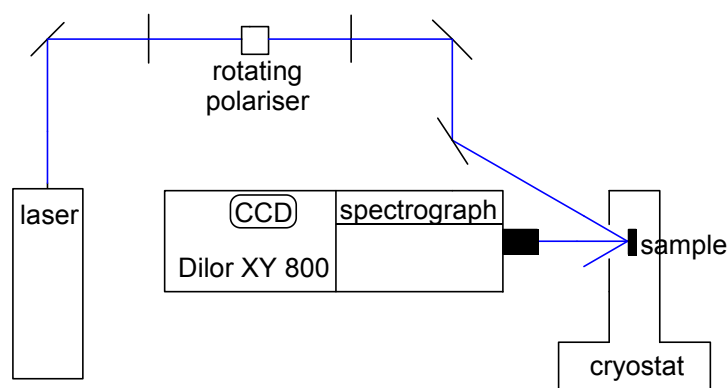 rotating
polariser
laser
CCD
spectrograph
Dilor XY 800
sample
cryostat